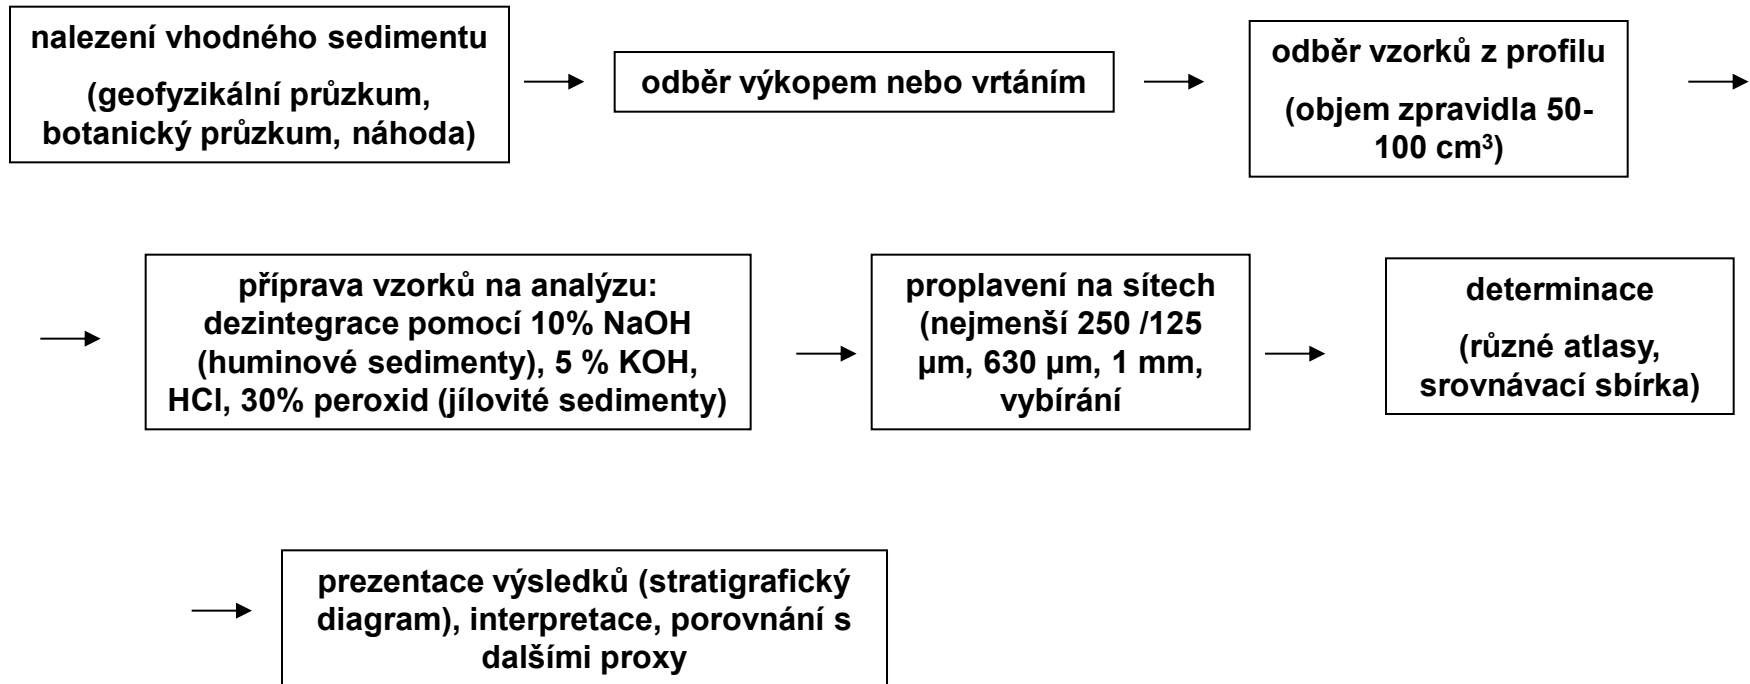 nalezení vhodného sedimentu
(geofyzikální průzkum,
botanický průzkum, náhoda)
odběr výkopem nebo vrtáním
odběr vzorků z profilu
(objem zpravidla 50-
100 cm³)
příprava vzorků na analýzu:
dezintegrace pomocí 10% NaOH
(huminové sedimenty), 5 % KOH,
HCl, 30% peroxid (jílovité sedimenty)
proplavení na sítech
(nejmenší 250 /125
µm, 630 µm, 1 mm,
vybírání
determinace
(různé atlasy,
srovnávací sbírka)
prezentace výsledků (stratigrafický
diagram), interpretace, porovnání s
dalšími proxy